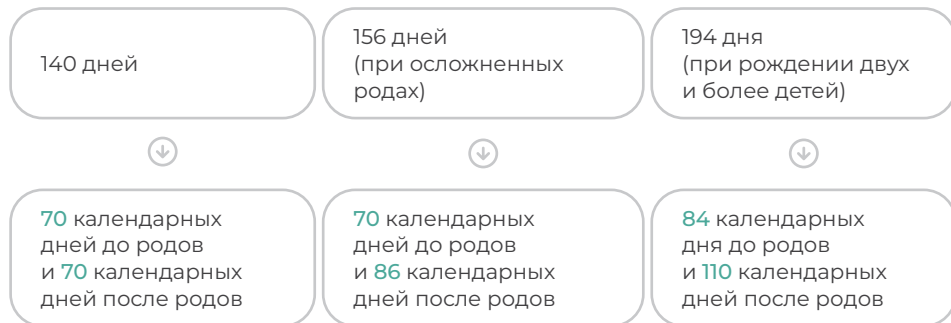 140 дней
156 дней
(при осложненных
родах)
194 дня
(при рождении двух
и более детей)
70 календарных
дней до родов
и 70 календарных
дней после родов
70 календарных
дней до родов
и 86 календарных
дней после родов
84 календарных
дня до родов
и 110 календарных
дней после родов